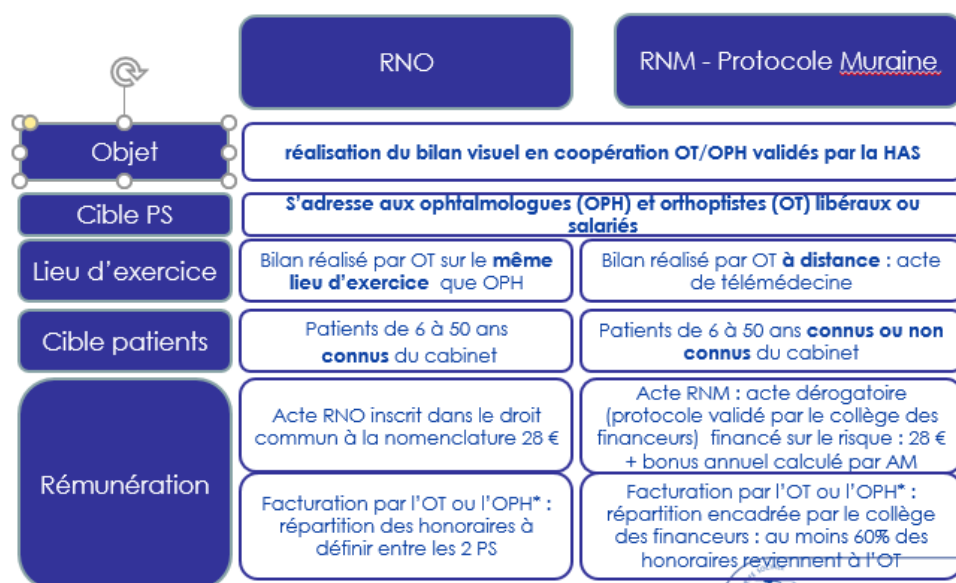 RNO
RNM - Protocole Muraine
Objet
réalisation du bilan visuel en coopération OT/OPH validés par la HAS
Cible PS
S'adresse aux ophtalmologues (OPH) et orthoptistes (OT) libéraux ou
salariés
Lieu d'exercice
Bilan réalisé par OT sur le même
lieu d'exercice que OPH
Bilan réalisé par OT à distance : acte
de télémédecine
Cible patients
Patients de 6 à 50 ans
connus du cabinet
Patients de 6 à 50 ans connus ou non
connus du cabinet
Rémunération
Acte RNO inscrit dans le droit
commun à la nomenclature 28 €
Acte RNM : acte dérogatoire
(protocole validé par le collège des
financeurs) financé sur le risque : 28 €
+ bonus annuel calculé par AM
Facturation par l'OT ou l'OPH* :
répartition des honoraires à
définir entre les 2 PS
Facturation par l'OT ou l'OPH* :
répartition encadrée par le collège
des financeurs : au moins 60% des
honoraires reviennent à l'OT